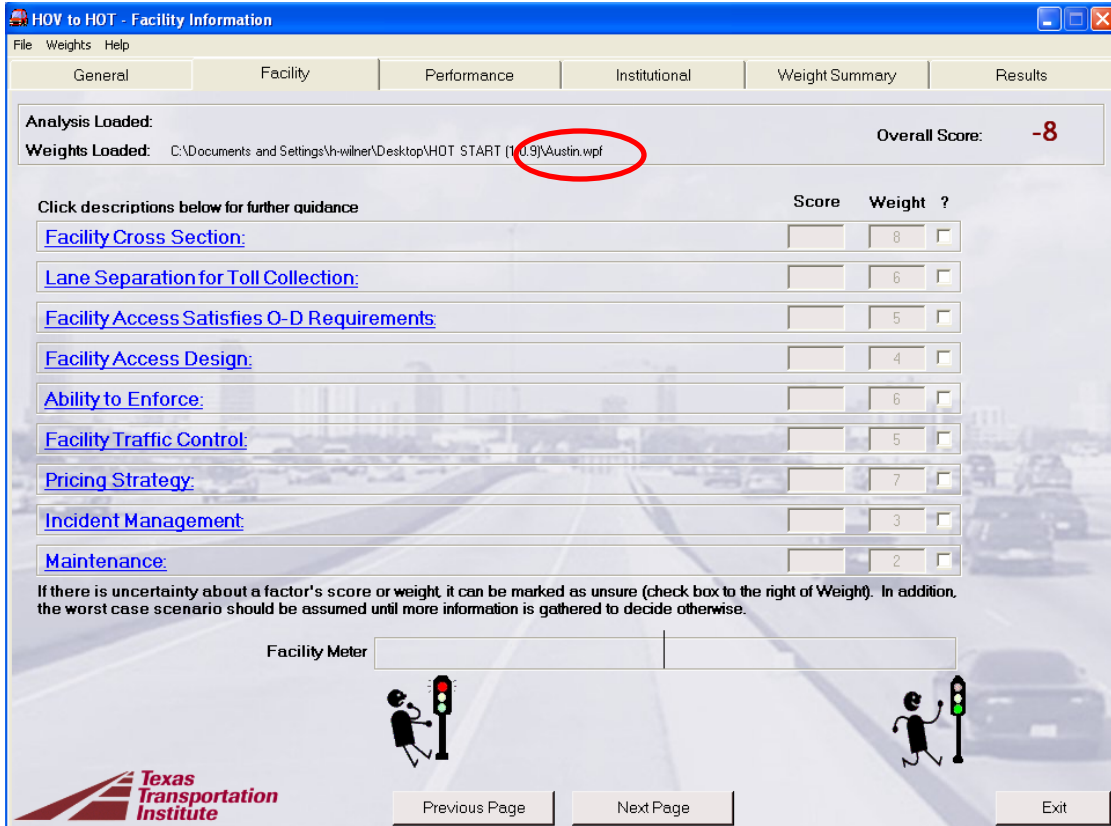 HOV to HOT - Facility Information
File Weights Help
General Facility Performance Institutional Weight Summary Results
Analysis Loaded:
Overall Score: -8
Weights Loaded: C:\Documents and Settings\h-wilner\Desktop\HOT START (1.0.9)\Austin.wpf
Click descriptions below for further guidance Score Weight ?
Facility Cross Section: 8
Lane Separation for Toll Collection: 6
Facility Access Satisfies O-D Requirements: 5
Facility Access Design: 4
Ability to Enforce: 6
Facility Traffic Control: 5
Pricing Strategy: 7
Incident Management: 3
Maintenance: 2
If there is uncertainty about a factor's score or weight, it can be marked as unsure (check box to the right of Weight). In addition,
the worst case scenario should be assumed until more information is gathered to decide otherwise.
Facility Meter
Texas
Transportation
Institute
Previous Page Next Page Exit